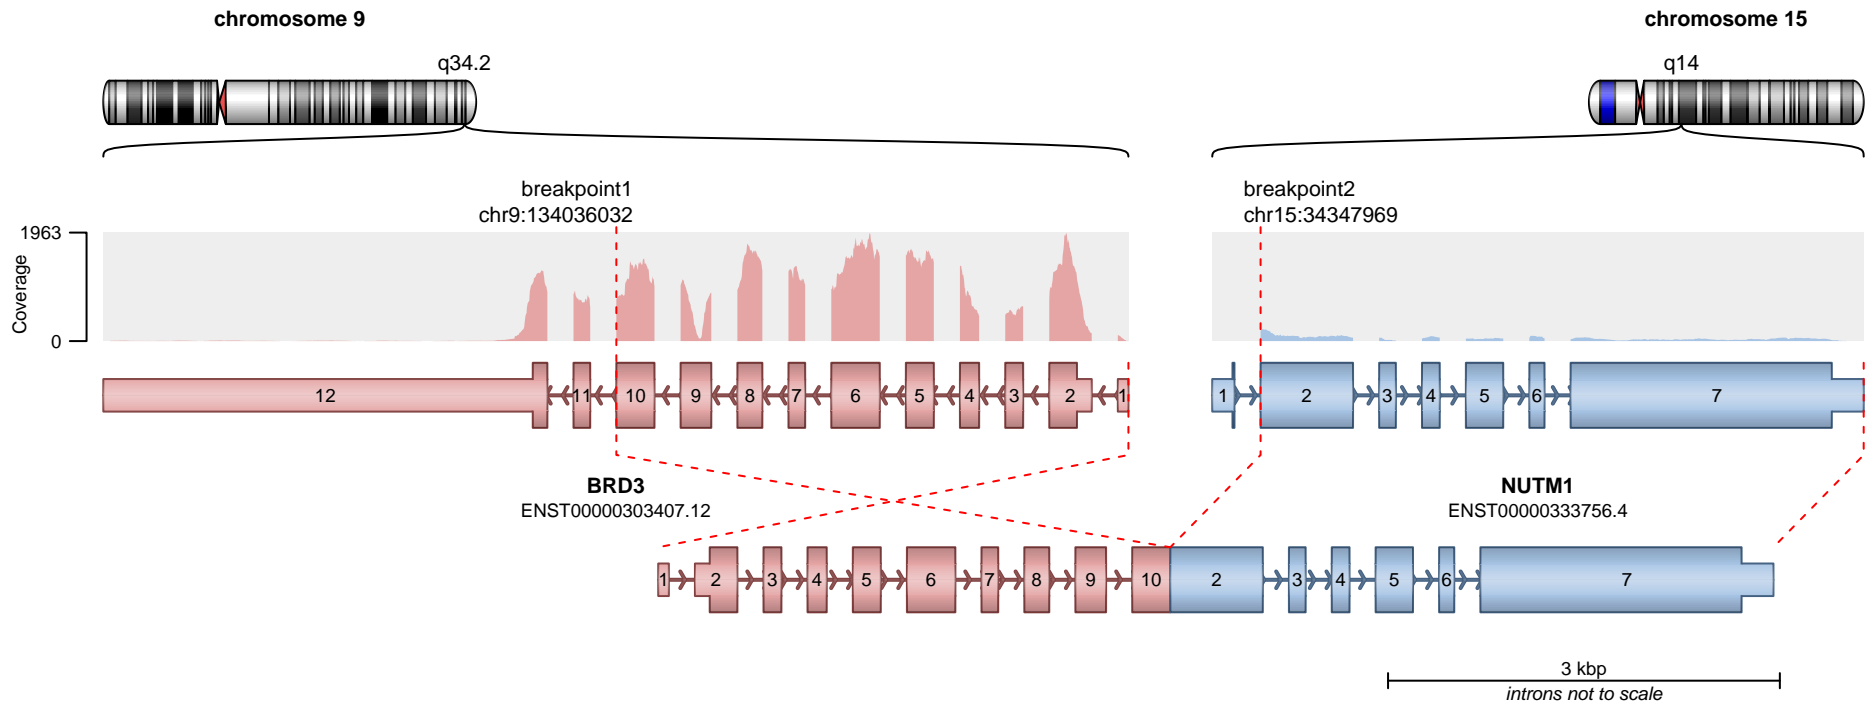 chromosome 9
chromosome 15
q34.2
q14
breakpoint1
chr9:134036032
breakpoint2
chr15:34347969
1963
Coverage
0
12 11 10 9 8 7 6 5 4 3 2 1
1 2 3 4 5 6 7
BRD3
ENST00000303407.12
NUTM1
ENST00000333756.4
1 2 3 4 5 6 7 8 9 10 2 3 4 5 6 7
3 kbp
introns not to scale